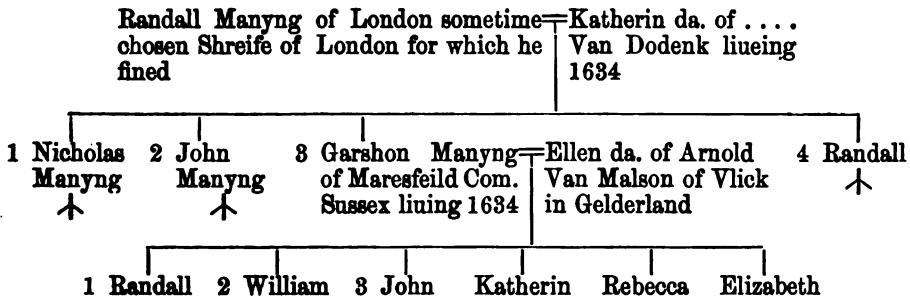 Randall Manyng of London sometime
chosen Shreife of London for which he
fined
Katherin da. of ....
Van Dodenk liueing
1634
1 Nicholas
Manyng
2 John
Manyng
3 Garshon Manyng
of Maresfeild Com.
Sussex liuing 1634
Ellen da. of Arnold
Van Malson of Vlick
in Gelderland
4 Randall
1 Randall 2 William 3 John Katherin Rebecca Elizabeth